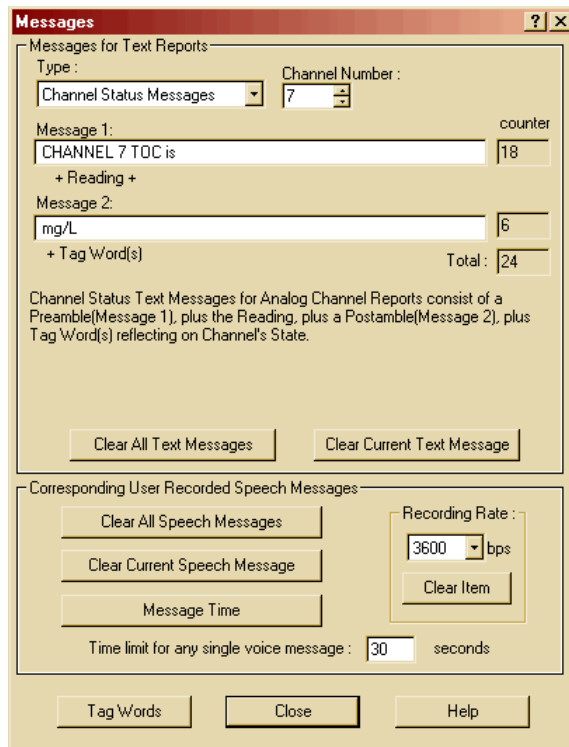 Messages
Messages for Text Reports
Type :
Channel Number :
Channel Status Messages
7
Message 1:
counter
CHANNEL 7 TOC is
18
+ Reading +
Message 2:
mg/L
6
+ Tag Word(s)
Total : 24
Channel Status Text Messages for Analog Channel Reports consist of a
Preamble(Message 1), plus the Reading, plus a Postamble(Message 2), plus
Tag Word(s) reflecting on Channel's State.
Clear All Text Messages
Clear Current Text Message
Corresponding User Recorded Speech Messages
Clear All Speech Messages
Recording Rate :
3600 bps
Clear Current Speech Message
Clear Item
Message Time
Time limit for any single voice message : 30 seconds
Tag Words
Close
Help